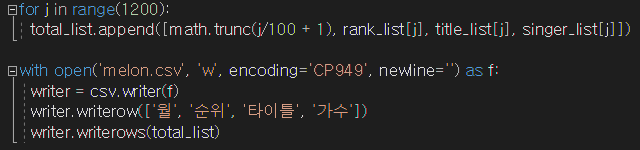 for j in range(1200):
total_list.append([math.trunc(j/100 + 1), rank_list[j], title_list[j], singer_list[j]])
with open('melon.csv', 'w', encoding='CP949', newline='') as f:
writer = csv.writer(f)
writer.writerow(['월', '순위', '타이틀', '가수'])
writer.writerows(total_list)